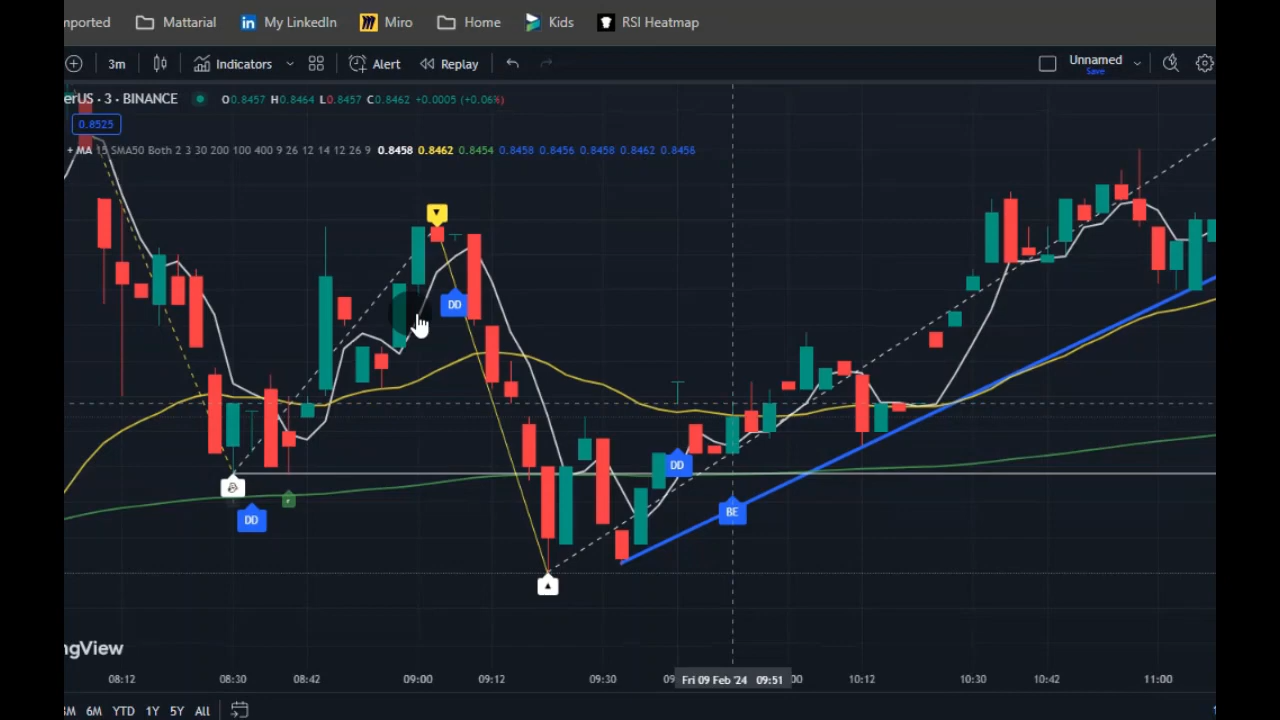 mported Mattarial in My LinkedIn Miro Home Kids RSI Heatmap
3m Indicators Alert Replay Unnamed
Save
erUS · 3 · BINANCE O0.8457 H0.8464 L0.8457 C0.8462 +0.0005 (+0.06%)
0.8525
+ MA 15 SMA50 Both 2 3 30 200 100 400 9 26 12 14 12 26 9 0.8458 0.8462 0.8454 0.8458 0.8456 0.8458 0.8462 0.8456
DD
DD
BE
DD
ngView
08:12 08:30 08:42 09:00 09:12 09:30 09: Fri 09 Feb '24 09:51 00 10:12 10:30 10:42 11:00
3M 6M YTD 1Y 5Y All